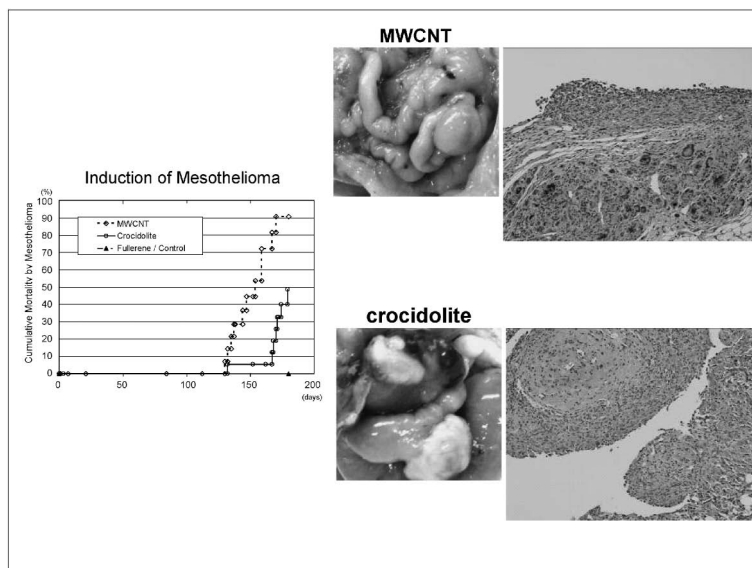 MWCNT
Induction of Mesothelioma
(%)
Cumulative Mortality by Mesothelioma
100
90
80
70
60
50
40
30
20
10
0
MWCNT
Crocidolite
Fullerene / Control
0
50
100
150
200
(days)
crocidolite